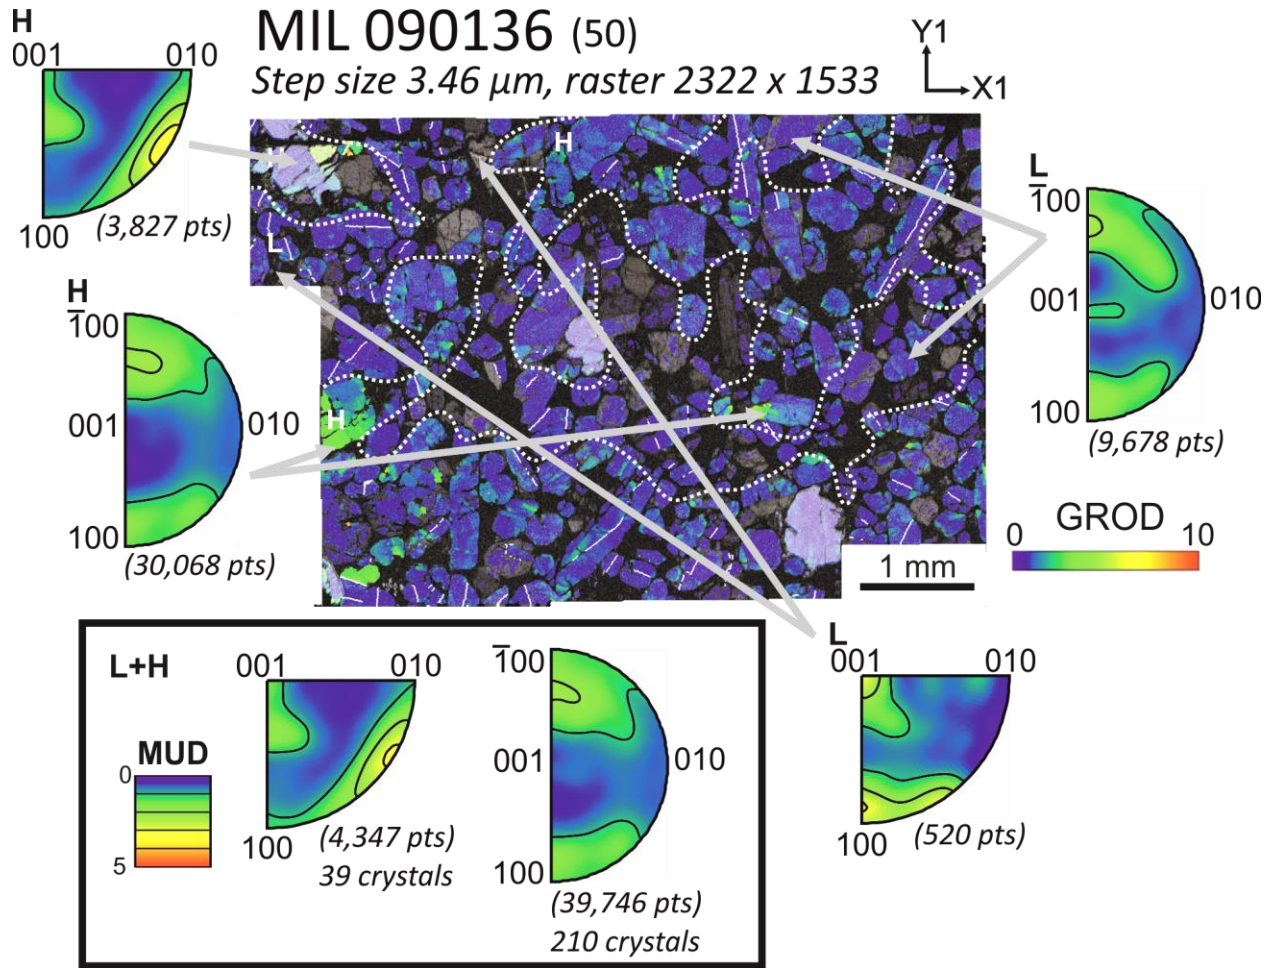 MIL 090136 (50)
Step size 3.46 µm, raster 2322 x 1533
Y1
X1
H
001 010
100
(3,827 pts)
H
L
H
H
1̅00
001
010
100
(30,068 pts)
H
L
1̅00
001
010
100
(9,678 pts)
GROD
0 10
1 mm
L+H
MUD
0
5
001 010
100
(4,347 pts)
39 crystals
1̅00
001
010
100
(39,746 pts)
210 crystals
L
001 010
100
(520 pts)